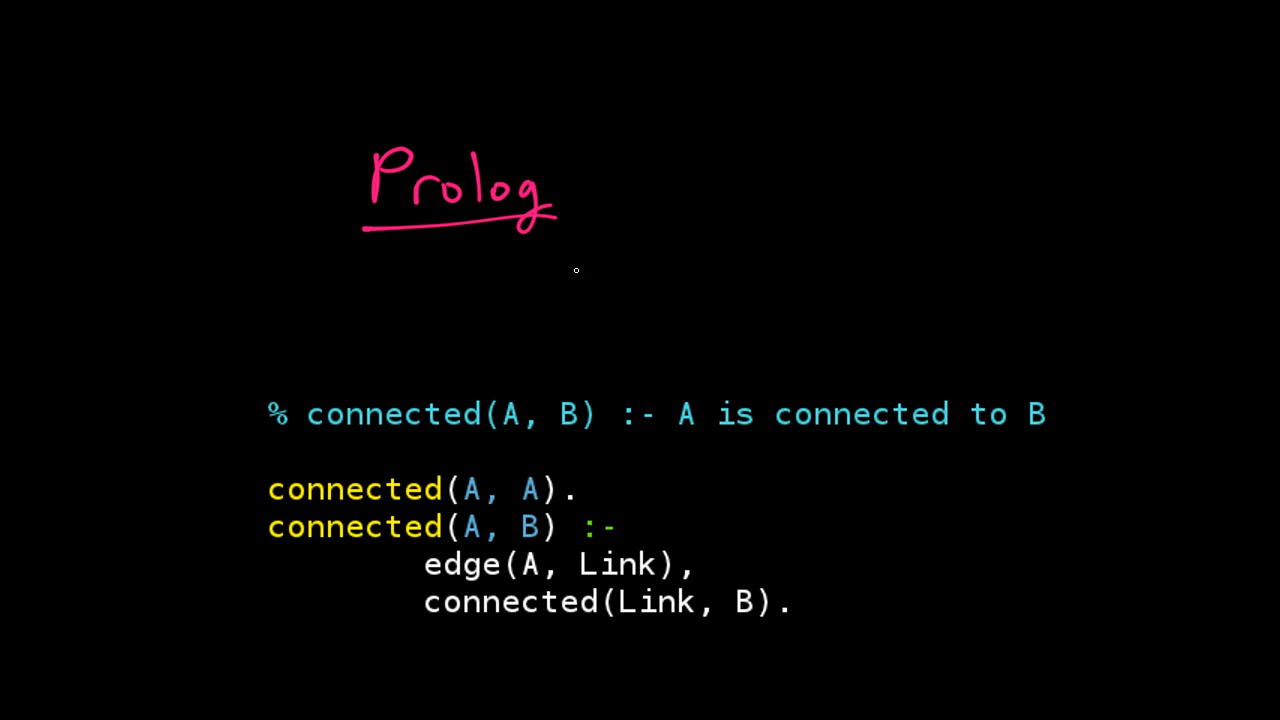 Prolog
% connected(A, B) :- A is connected to B
connected(A, A).
connected(A, B) :-
edge(A, Link),
connected(Link, B).